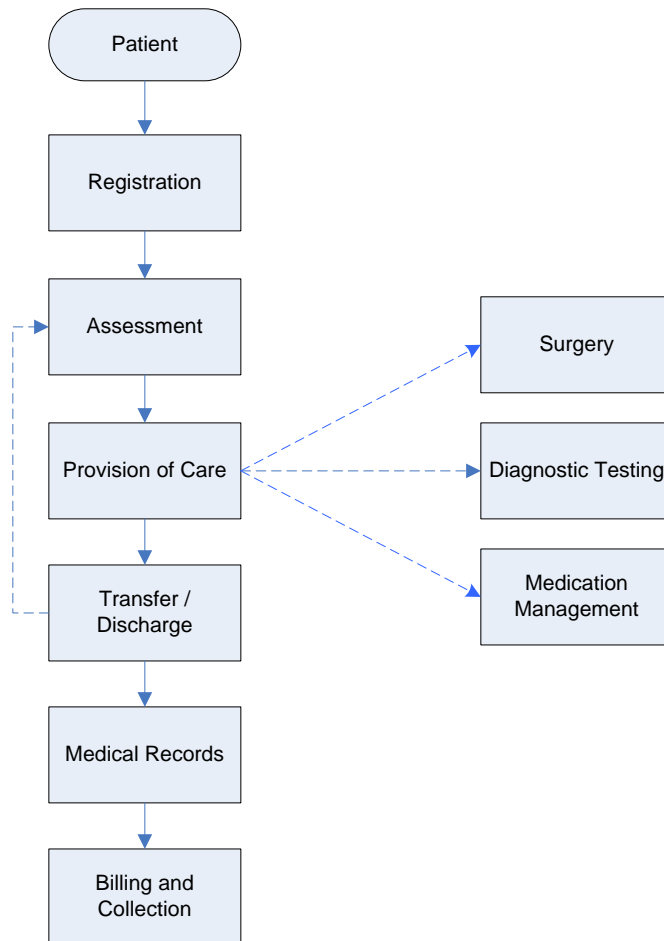 Patient
Registration
Assessment
Surgery
Provision of Care
Diagnostic Testing
Medication
Management
Transfer /
Discharge
Medical Records
Billing and
Collection